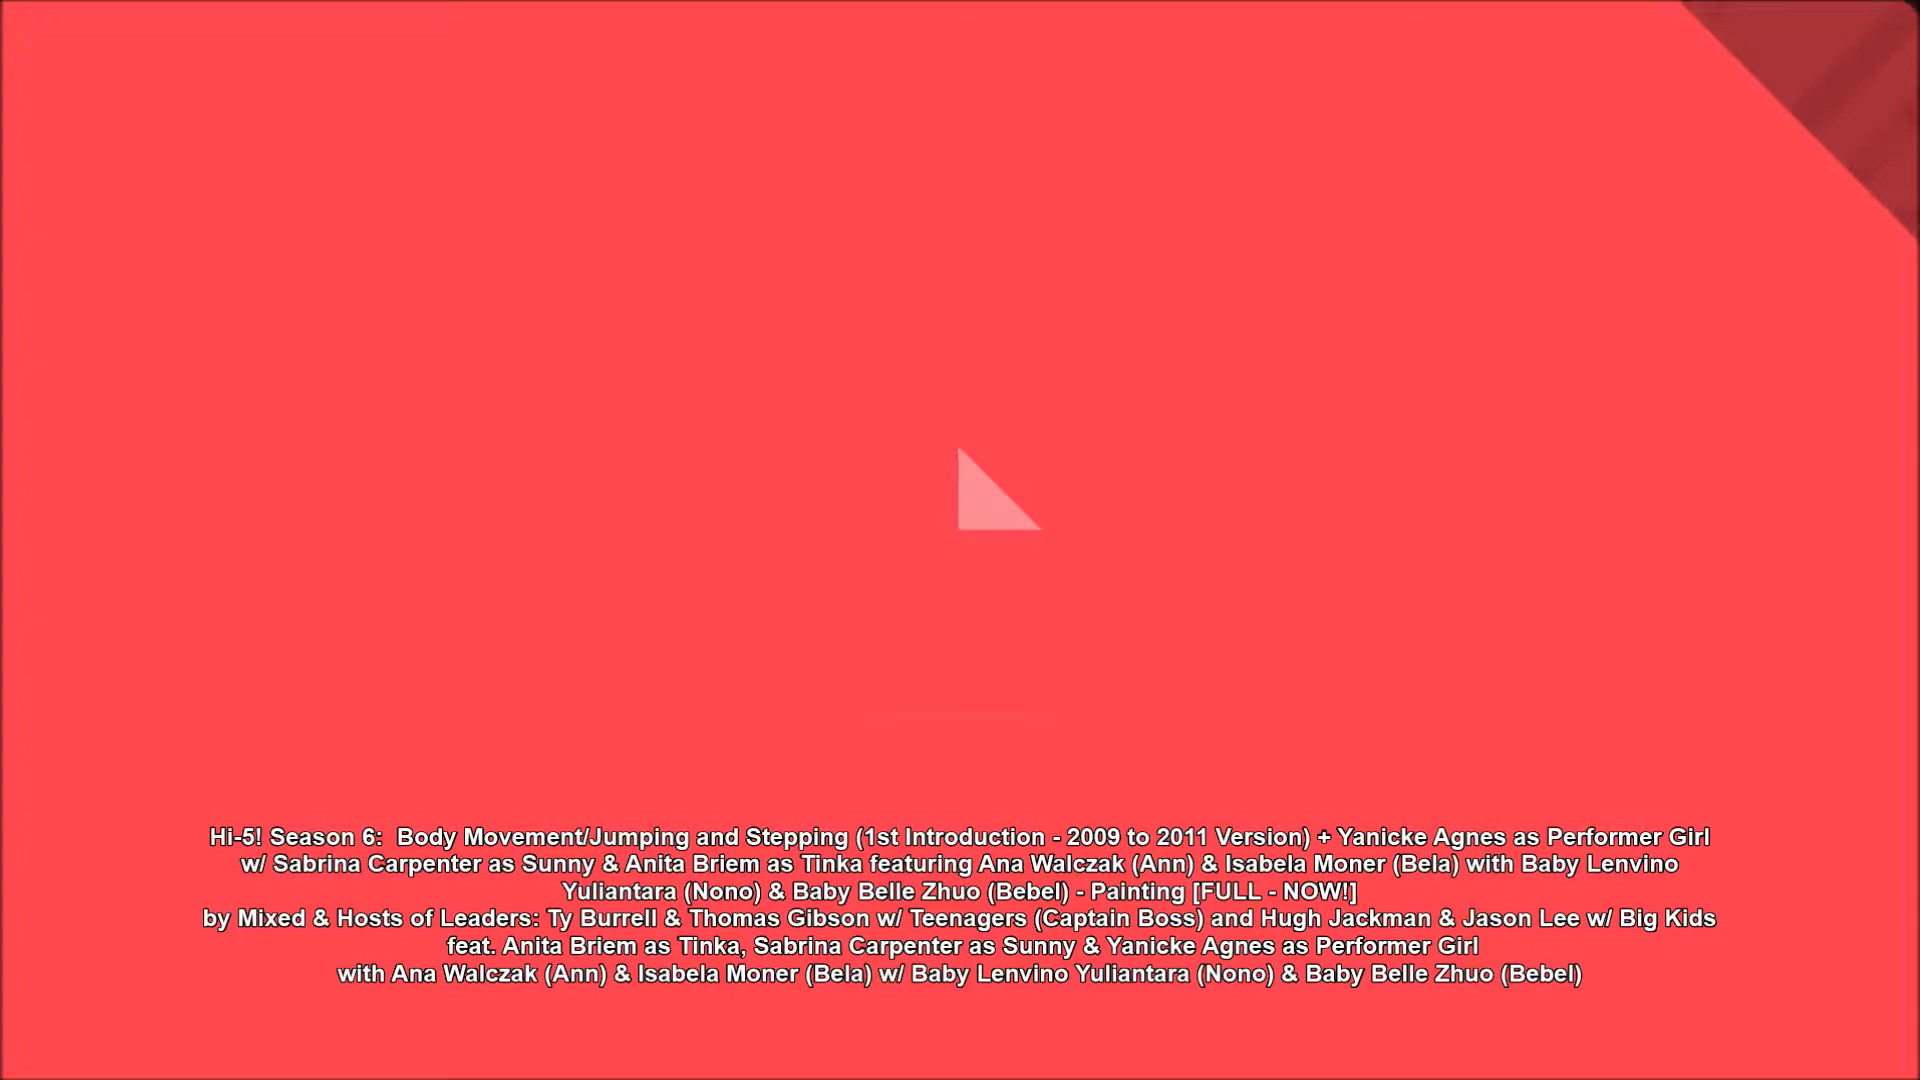 Hi-5! Season 6:  Body Movement/Jumping and Stepping (1st Introduction - 2009 to 2011 Version) + Yanicke Agnes as Performer Girl
w/ Sabrina Carpenter as Sunny & Anita Briem as Tinka featuring Ana Walczak (Ann) & Isabela Moner (Bela) with Baby Lenvino
Yuliantara (Nono) & Baby Belle Zhuo (Bebel) - Painting [FULL - NOW!]
by Mixed & Hosts of Leaders: Ty Burrell & Thomas Gibson w/ Teenagers (Captain Boss) and Hugh Jackman & Jason Lee w/ Big Kids
feat. Anita Briem as Tinka, Sabrina Carpenter as Sunny & Yanicke Agnes as Performer Girl
with Ana Walczak (Ann) & Isabela Moner (Bela) w/ Baby Lenvino Yuliantara (Nono) & Baby Belle Zhuo (Bebel)